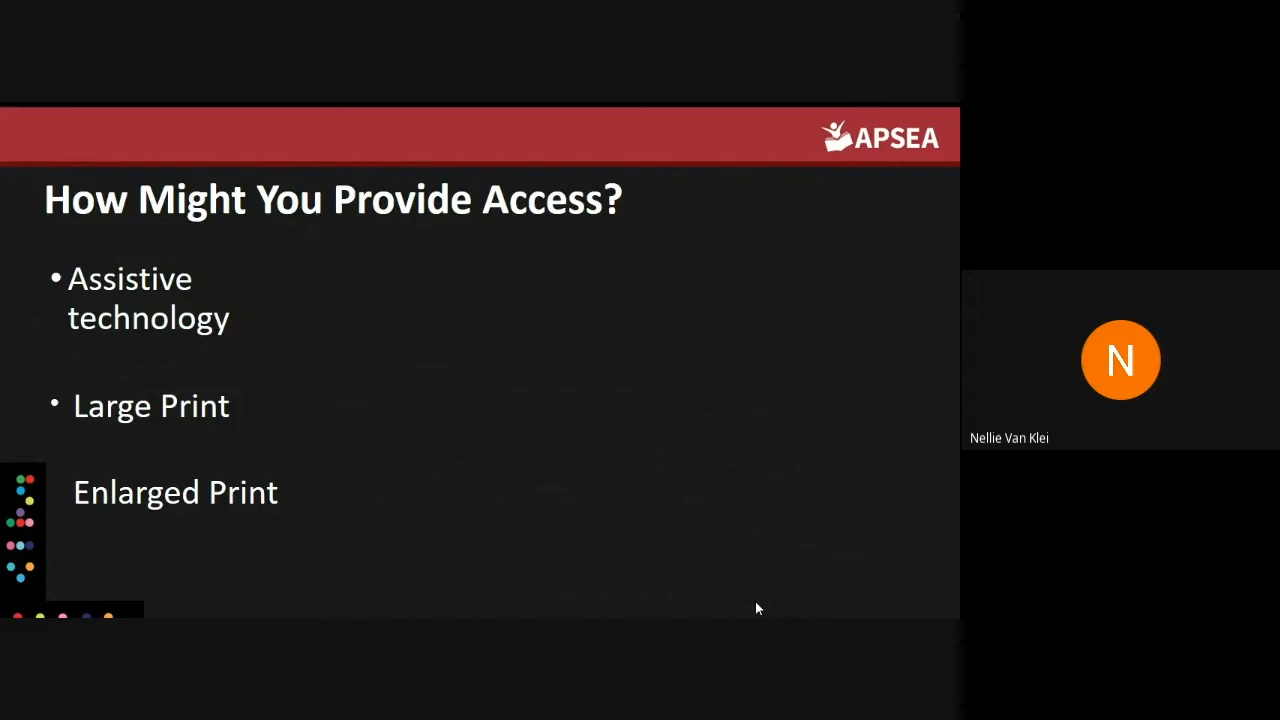 APSEA
How Might You Provide Access?
• Assistive
technology
• Large Print
Enlarged Print
N
Nellie Van Klei